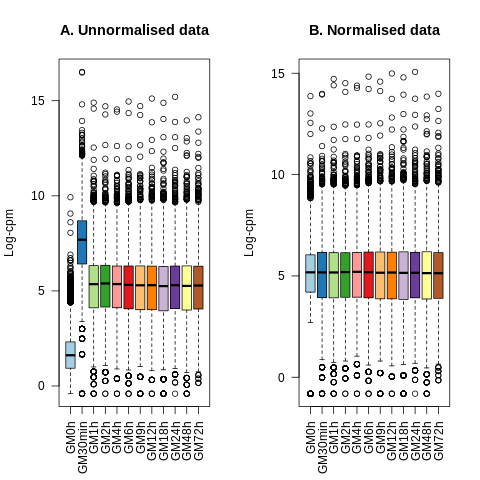 A. Unnormalised data
Log-cpm
15
10
5
0
GM0h
GM30min
GM1h
GM2h
GM4h
GM6h
GM9h
GM12h
GM18h
GM24h
GM48h
GM72h
B. Normalised data
Log-cpm
15
10
5
0
GM0h
GM30min
GM1h
GM2h
GM4h
GM6h
GM9h
GM12h
GM18h
GM24h
GM48h
GM72h